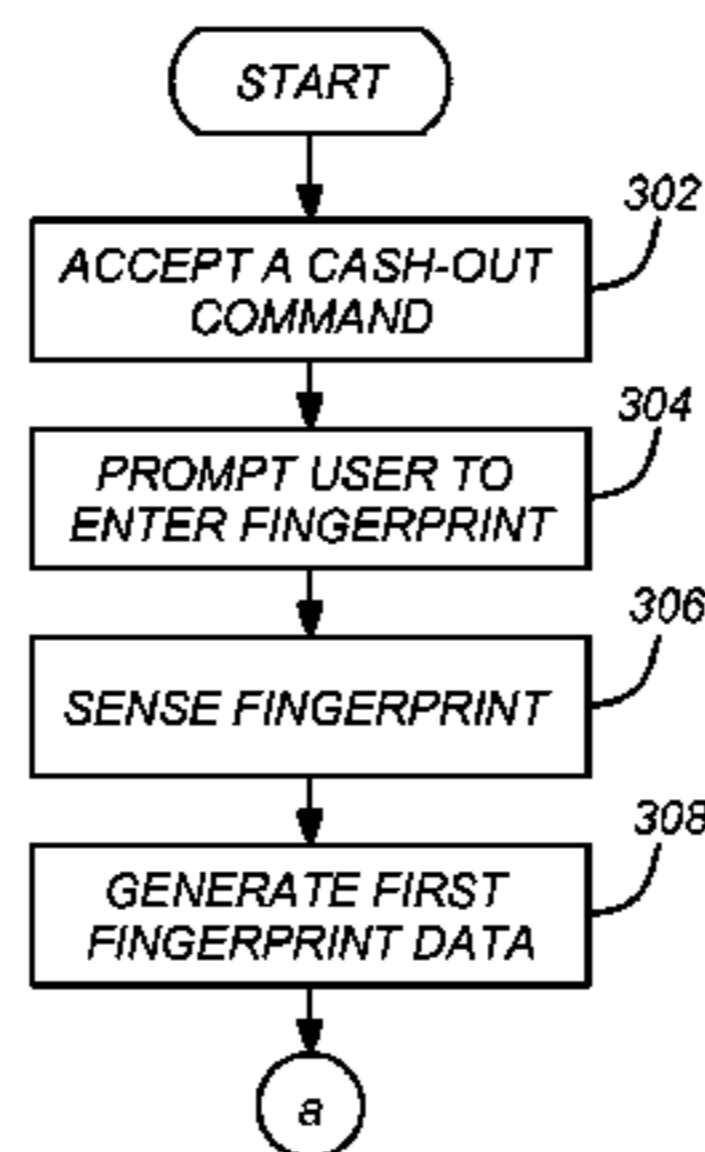 START
302
ACCEPT A CASH-OUT
COMMAND
304
PROMPT USER TO
ENTER FINGERPRINT
306
SENSE FINGERPRINT
308
GENERATE FIRST
FINGERPRINT DATA
a